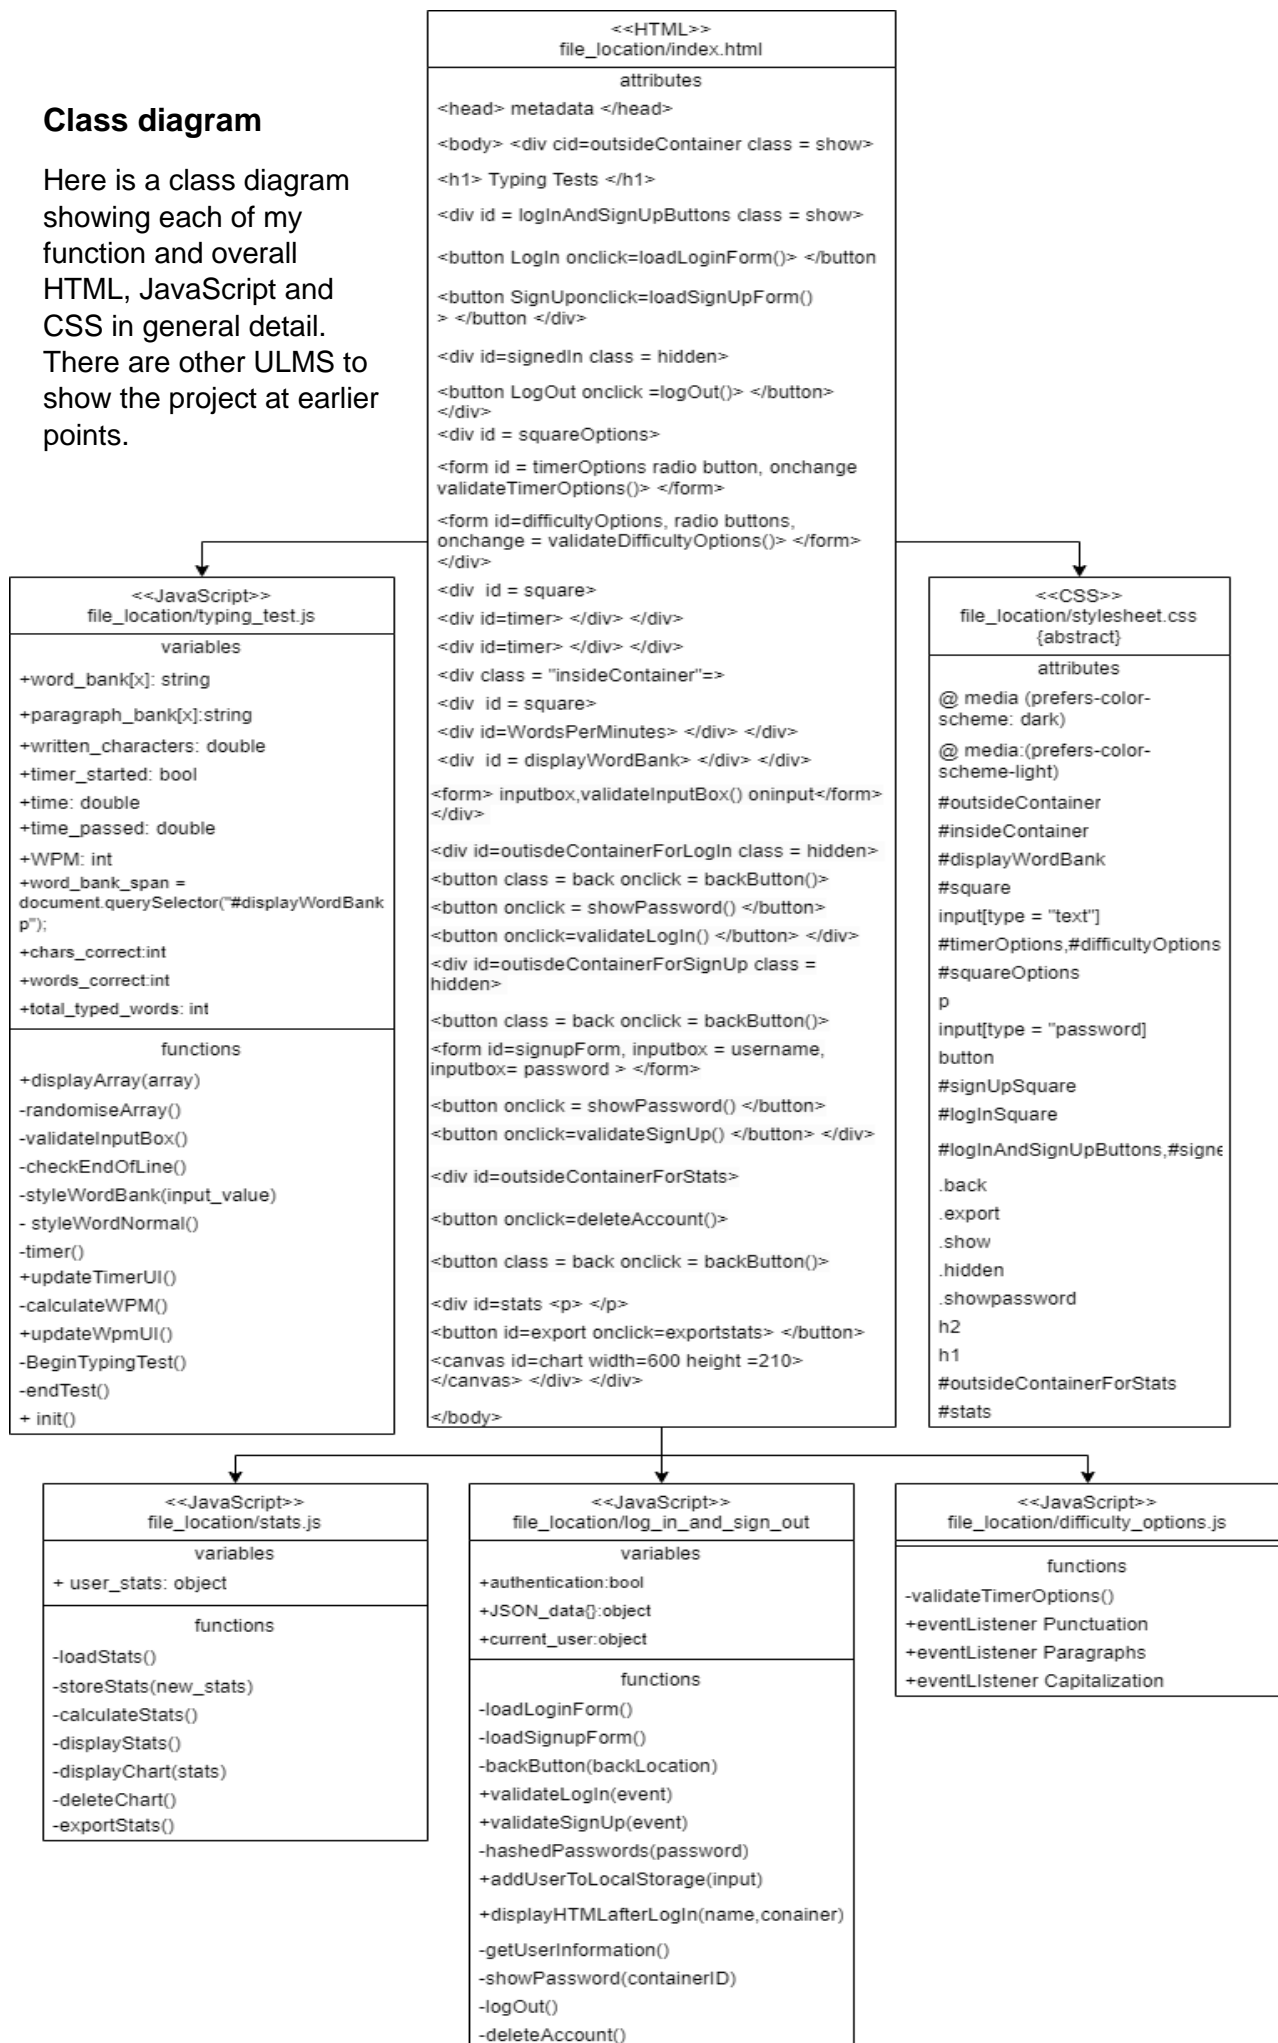 Class diagram
Here is a class diagram
showing each of my
function and overall
HTML, JavaScript and
CSS in general detail.
There are other ULMS to
show the project at earlier
points.
<<HTML>>
file_location/index.html
attributes
<head> metadata </head>
<body> <div cid=outsideContainer class = show>
<h1> Typing Tests </h1>
<div id = logInAndSignUpButtons class = show>
<button LogIn onclick=loadLoginForm()> </button
<button SignUponclick=loadSignUpForm()
> </button </div>
<div id=signedIn class = hidden>
<button LogOut onclick =logOut()> </button>
</div>
<div id = squareOptions>
<form id = timerOptions radio button, onchange
validateTimerOptions()> </form>
<form id=difficultyOptions, radio buttons,
onchange = validateDifficultyOptions()> </form>
</div>
<div  id = square>
<div id=timer> </div> </div>
<div id=timer> </div> </div>
<div class = "insideContainer"=>
<div  id = square>
<div id=WordsPerMinutes> </div> </div>
<div  id = displayWordBank> </div> </div>
<form> inputbox,validateInputBox() oninput</form>
</div>
<div id=outisdeContainerForLogIn class = hidden>
<button class = back onclick = backButton()>
<button onclick = showPassword() </button>
<button onclick=validateLogIn() </button> </div>
<div id=outisdeContainerForSignUp class =
hidden>
<button class = back onclick = backButton()>
<form id=signupForm, inputbox = username,
inputbox= password > </form>
<button onclick = showPassword() </button>
<button onclick=validateSignUp() </button> </div>
<div id=outsideContainerForStats>
<button onclick=deleteAccount()>
<button class = back onclick = backButton()>
<div id=stats <p> </p>
<button id=export onclick=exportstats> </button>
<canvas id=chart width=600 height =210>
</canvas> </div> </div>
</body>
<<JavaScript>>
file_location/typing_test.js
variables
+word_bank[x]: string
+paragraph_bank[x]:string
+written_characters: double
+timer_started: bool
+time: double
+time_passed: double
+WPM: int
+word_bank_span =
document.querySelector("#displayWordBank
p");
+chars_correct:int
+words_correct:int
+total_typed_words: int
functions
+displayArray(array)
-randomiseArray()
-validateInputBox()
-checkEndOfLine()
-styleWordBank(input_value)
- styleWordNormal()
-timer()
+updateTimerUI()
-calculateWPM()
+updateWpmUI()
-BeginTypingTest()
-endTest()
+ init()
<<CSS>>
file_location/stylesheet.css
{abstract}
attributes
@ media (prefers-color-
scheme: dark)
@ media:(prefers-color-
scheme-light)
#outsideContainer
#insideContainer
#displayWordBank
#square
input[type = "text"]
#timerOptions,#difficultyOptions
#squareOptions
p
input[type = "password]
button
#signUpSquare
#logInSquare
#logInAndSignUpButtons,#signe
.back
.export
.show
.hidden
.showpassword
h2
h1
#outsideContainerForStats
#stats
<<JavaScript>>
file_location/stats.js
variables
+ user_stats: object
functions
-loadStats()
-storeStats(new_stats)
-calculateStats()
-displayStats()
-displayChart(stats)
-deleteChart()
-exportStats()
<<JavaScript>>
file_location/log_in_and_sign_out
variables
+authentication:bool
+JSON_data{}:object
+current_user:object
functions
-loadLoginForm()
-loadSignupForm()
-backButton(backLocation)
+validateLogIn(event)
+validateSignUp(event)
-hashedPasswords(password)
+addUserToLocalStorage(input)
+displayHTMLafterLogIn(name,conainer)
-getUserInformation()
-showPassword(containerID)
-logOut()
-deleteAccount()
<<JavaScript>>
file_location/difficulty_options.js
functions
-validateTimerOptions()
+eventListener Punctuation
+eventListener Paragraphs
+eventLIstener Capitalization